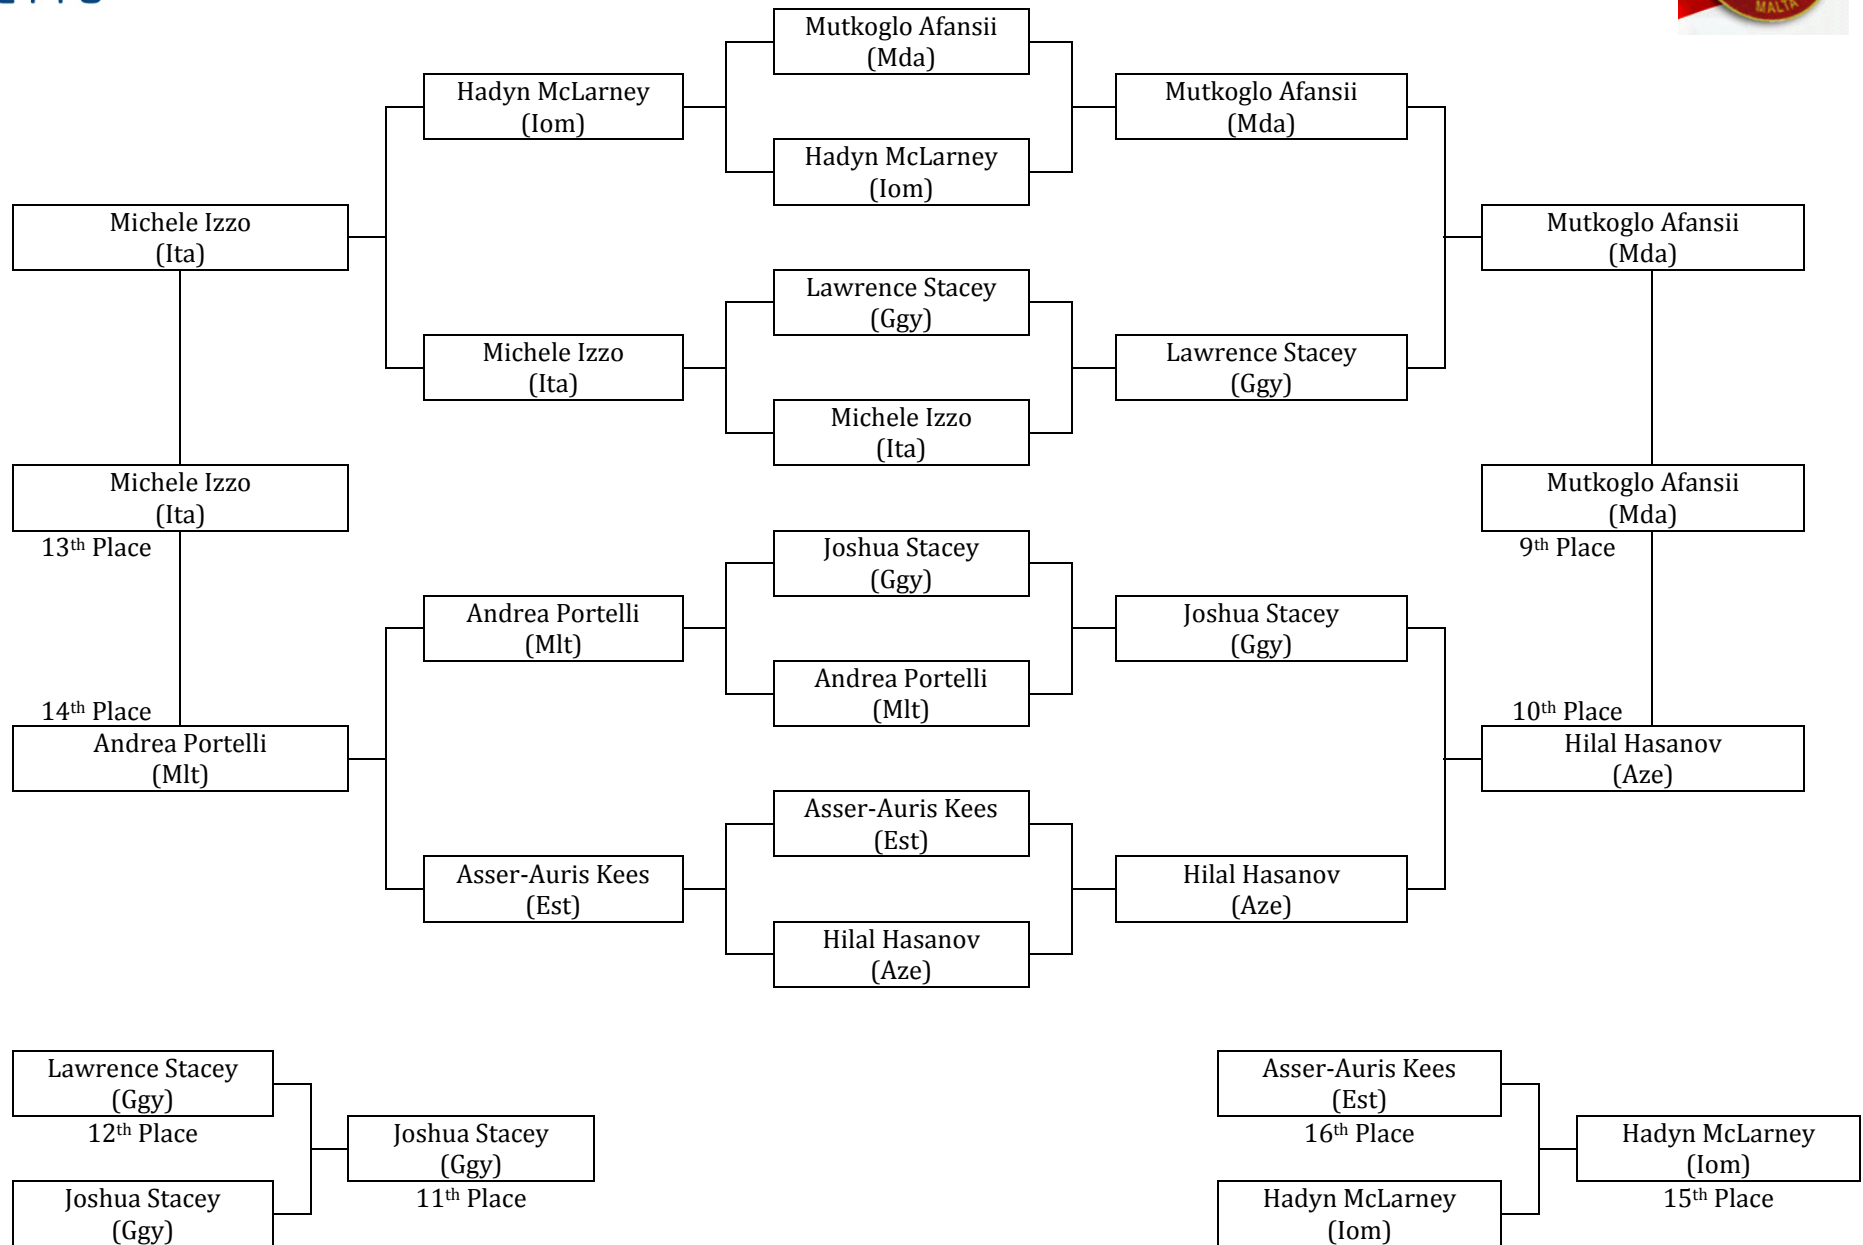 MALTA
Mutkoglo Afansii
(Mda)
Hadyn McLarney
(Iom)
Mutkoglo Afansii
(Mda)
Hadyn McLarney
(Iom)
Michele Izzo
(Ita)
Mutkoglo Afansii
(Mda)
Lawrence Stacey
(Ggy)
Michele Izzo
(Ita)
Lawrence Stacey
(Ggy)
Michele Izzo
(Ita)
Michele Izzo
(Ita)
13th Place
Mutkoglo Afansii
(Mda)
9th Place
Joshua Stacey
(Ggy)
Andrea Portelli
(Mlt)
Joshua Stacey
(Ggy)
Andrea Portelli
(Mlt)
14th Place
Andrea Portelli
(Mlt)
10th Place
Hilal Hasanov
(Aze)
Asser-Auris Kees
(Est)
Asser-Auris Kees
(Est)
Hilal Hasanov
(Aze)
Hilal Hasanov
(Aze)
Lawrence Stacey
(Ggy)
12th Place
Joshua Stacey
(Ggy)
11th Place
Joshua Stacey
(Ggy)
Asser-Auris Kees
(Est)
16th Place
Hadyn McLarney
(Iom)
15th Place
Hadyn McLarney
(Iom)